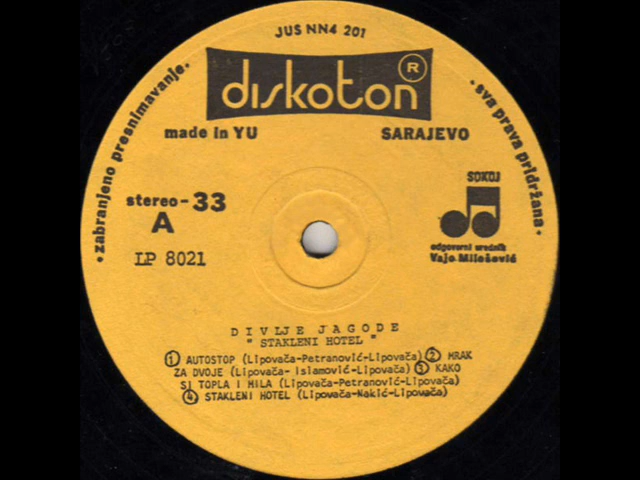 JUS NN4 201
diskoton ®
made in YU SARAJEVO
• zabranjeno presnimavanje •
• sva prava pridržana •
stereo - 33
A
LP 8021
SOKOJ
odgovorni urednik
Vajo Milošević
DIVLJE JAGODE
" STAKLENI HOTEL "
1 AUTOSTOP (Lipovača-Petranović-Lipovača) 2 MRAK
ZA DVOJE (Lipovača- Islamović-Lipovača) 3 KAKO
SI TOPLA I MILA (Lipovača-Petranović-Lipovača)
4 STAKLENI HOTEL (Lipovača-Nakić-Lipovača)